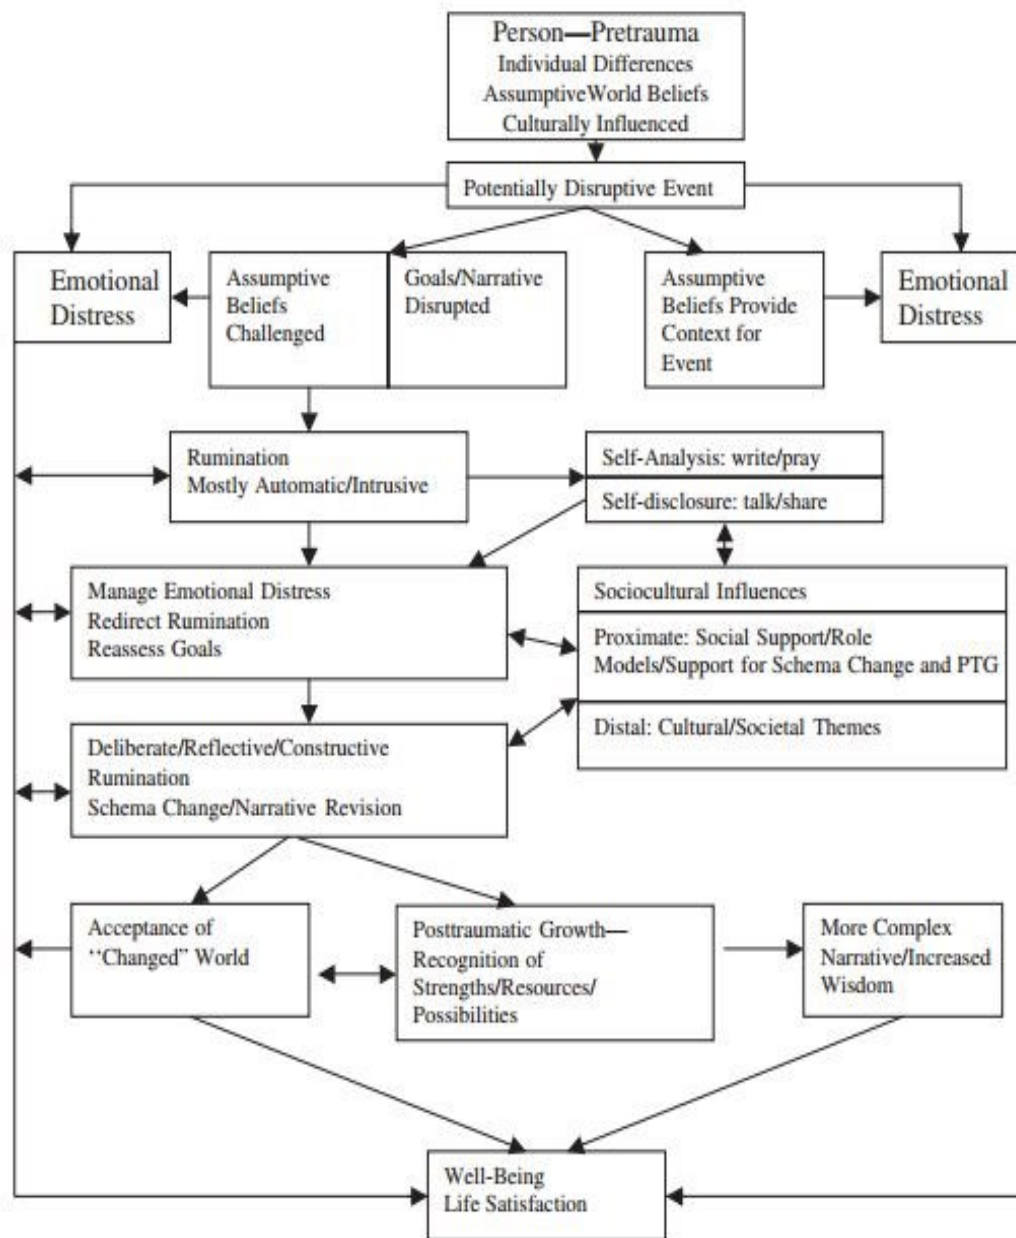 Person—Pretrauma
Individual Differences
AssumptiveWorld Beliefs
Culturally Influenced
Potentially Disruptive Event
Emotional
Distress
Assumptive
Beliefs
Challenged
Goals/Narrative
Disrupted
Assumptive
Beliefs Provide
Context for
Event
Emotional
Distress
Rumination
Mostly Automatic/Intrusive
Self-Analysis: write/pray
Self-disclosure: talk/share
Manage Emotional Distress
Redirect Rumination
Reassess Goals
Sociocultural Influences
Proximate: Social Support/Role
Models/Support for Schema Change and PTG
Distal: Cultural/Societal Themes
Deliberate/Reflective/Constructive
Rumination
Schema Change/Narrative Revision
Acceptance of
“Changed” World
Posttraumatic Growth—
Recognition of
Strengths/Resources/
Possibilities
More Complex
Narrative/Increased
Wisdom
Well-Being
Life Satisfaction